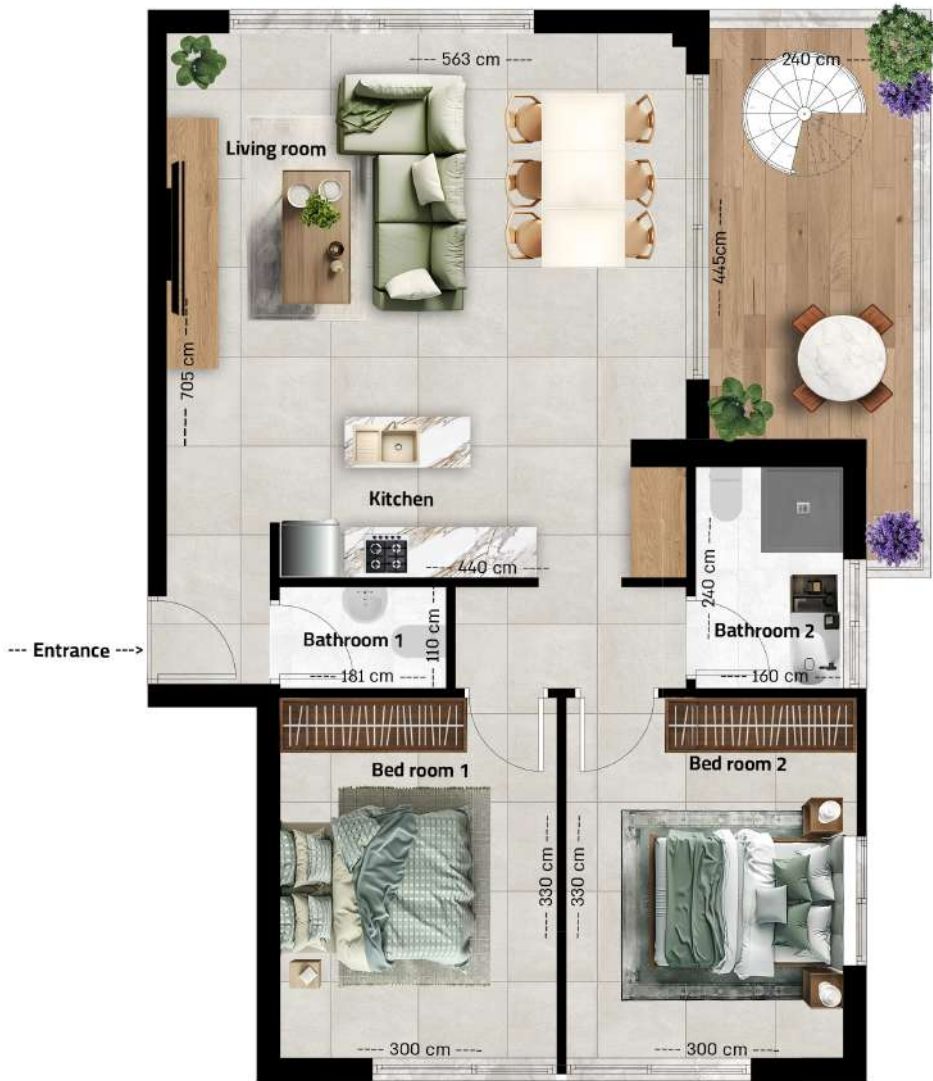 --- 563 cm ---
--- 240 cm ---
Living room
--- 445cm ---
--- 705 cm ---
Kitchen
--- 440 cm ---
--- 240 cm ---
--- Entrance --->
Bathroom 1
--- 110 cm ---
--- 181 cm ---
Bathroom 2
--- 160 cm ---
Bed room 1
Bed room 2
--- 330 cm ---
--- 330 cm ---
--- 300 cm ---
--- 300 cm ---